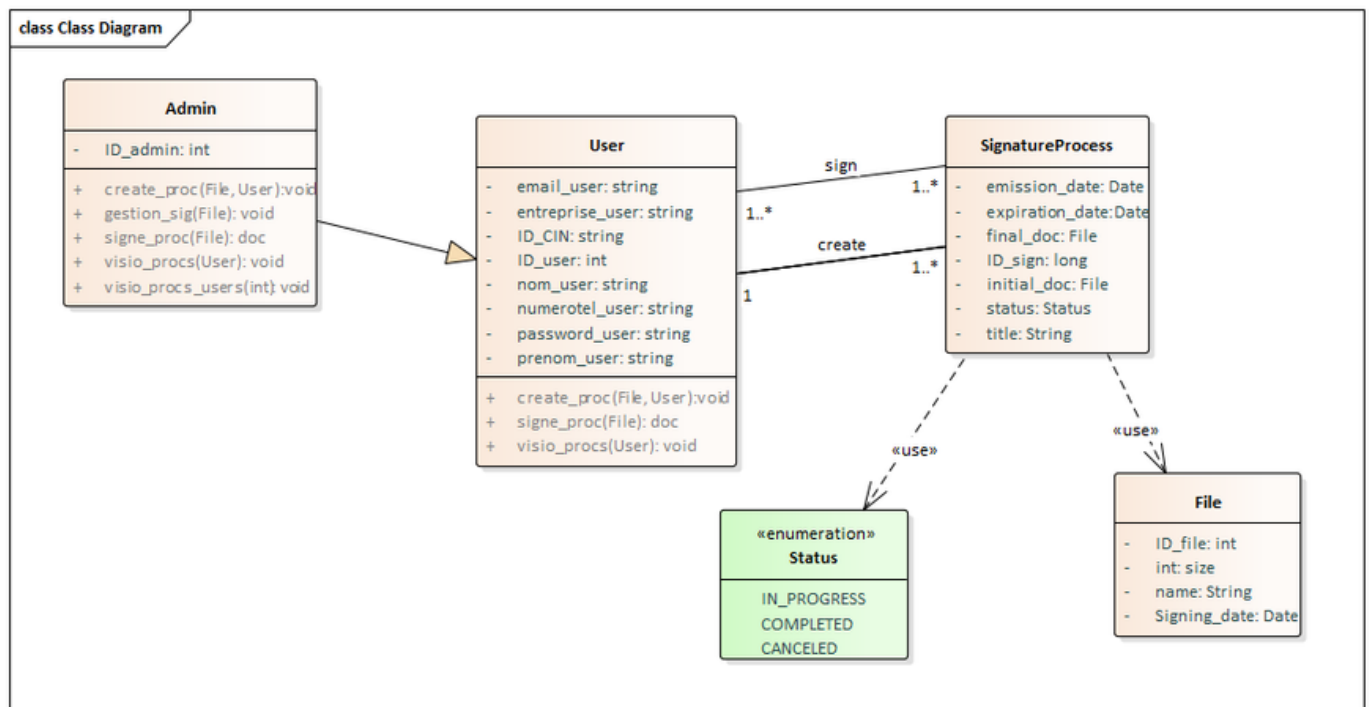 class Class Diagram
Admin
- ID_admin: int
+ create_proc(File, User):void
+ gestion_sig(File): void
+ signe_proc(File): doc
+ visio_procs(User): void
+ visio_procs_users(int): void
User
- email_user: string
- entreprise_user: string
- ID_CIN: string
- ID_user: int
- nom_user: string
- numerotel_user: string
- password_user: string
- prenom_user: string
+ create_proc(File, User):void
+ signe_proc(File): doc
+ visio_procs(User): void
sign
1..*
1..*
create
1..*
1
SignatureProcess
- emission_date: Date
- expiration_date:Date
- final_doc: File
- ID_sign: long
- initial_doc: File
- status: Status
- title: String
«use»
«use»
«enumeration»
Status
IN_PROGRESS
COMPLETED
CANCELED
File
- ID_file: int
- int: size
- name: String
- Signing_date: Date